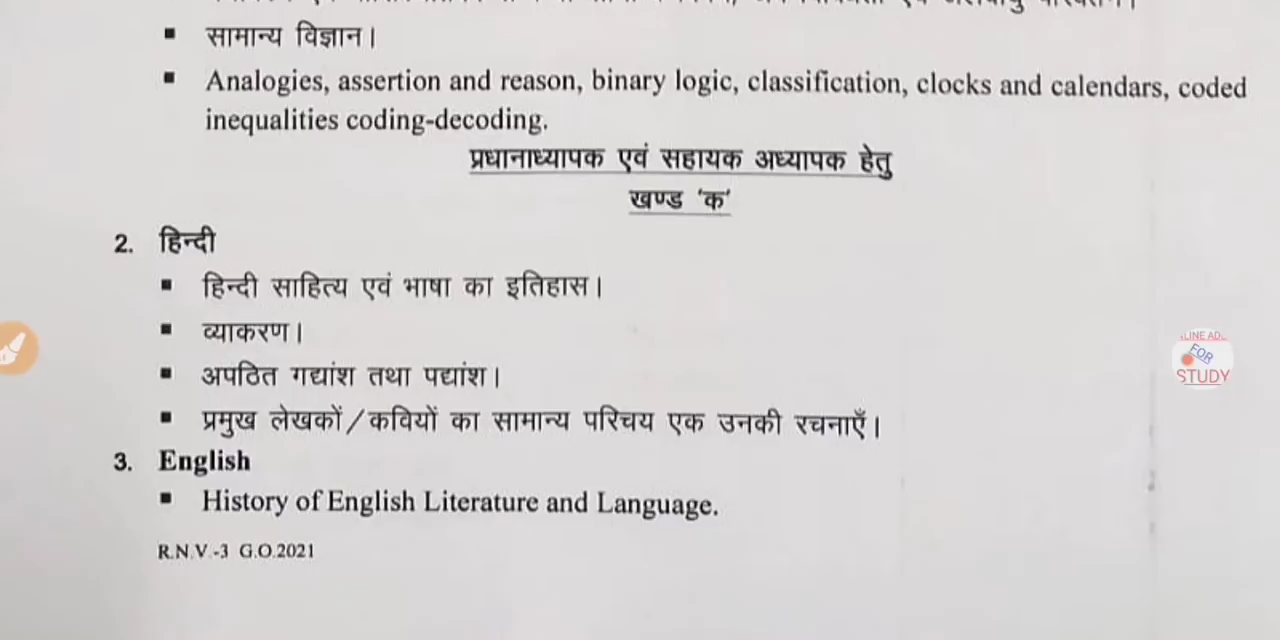 सामान्य विज्ञान।
Analogies, assertion and reason, binary logic, classification, clocks and calendars, coded
inequalities coding-decoding.
प्रधानाध्यापक एवं सहायक अध्यापक हेतु
खण्ड 'क'
2. हिन्दी
हिन्दी साहित्य एवं भाषा का इतिहास।
व्याकरण।
अपठित गद्यांश तथा पद्यांश।
प्रमुख लेखकों/कवियों का सामान्य परिचय एक उनकी रचनाएँ।
3. English
History of English Literature and Language.
R.N.V.-3 G.O.2021
FOR
STUDY